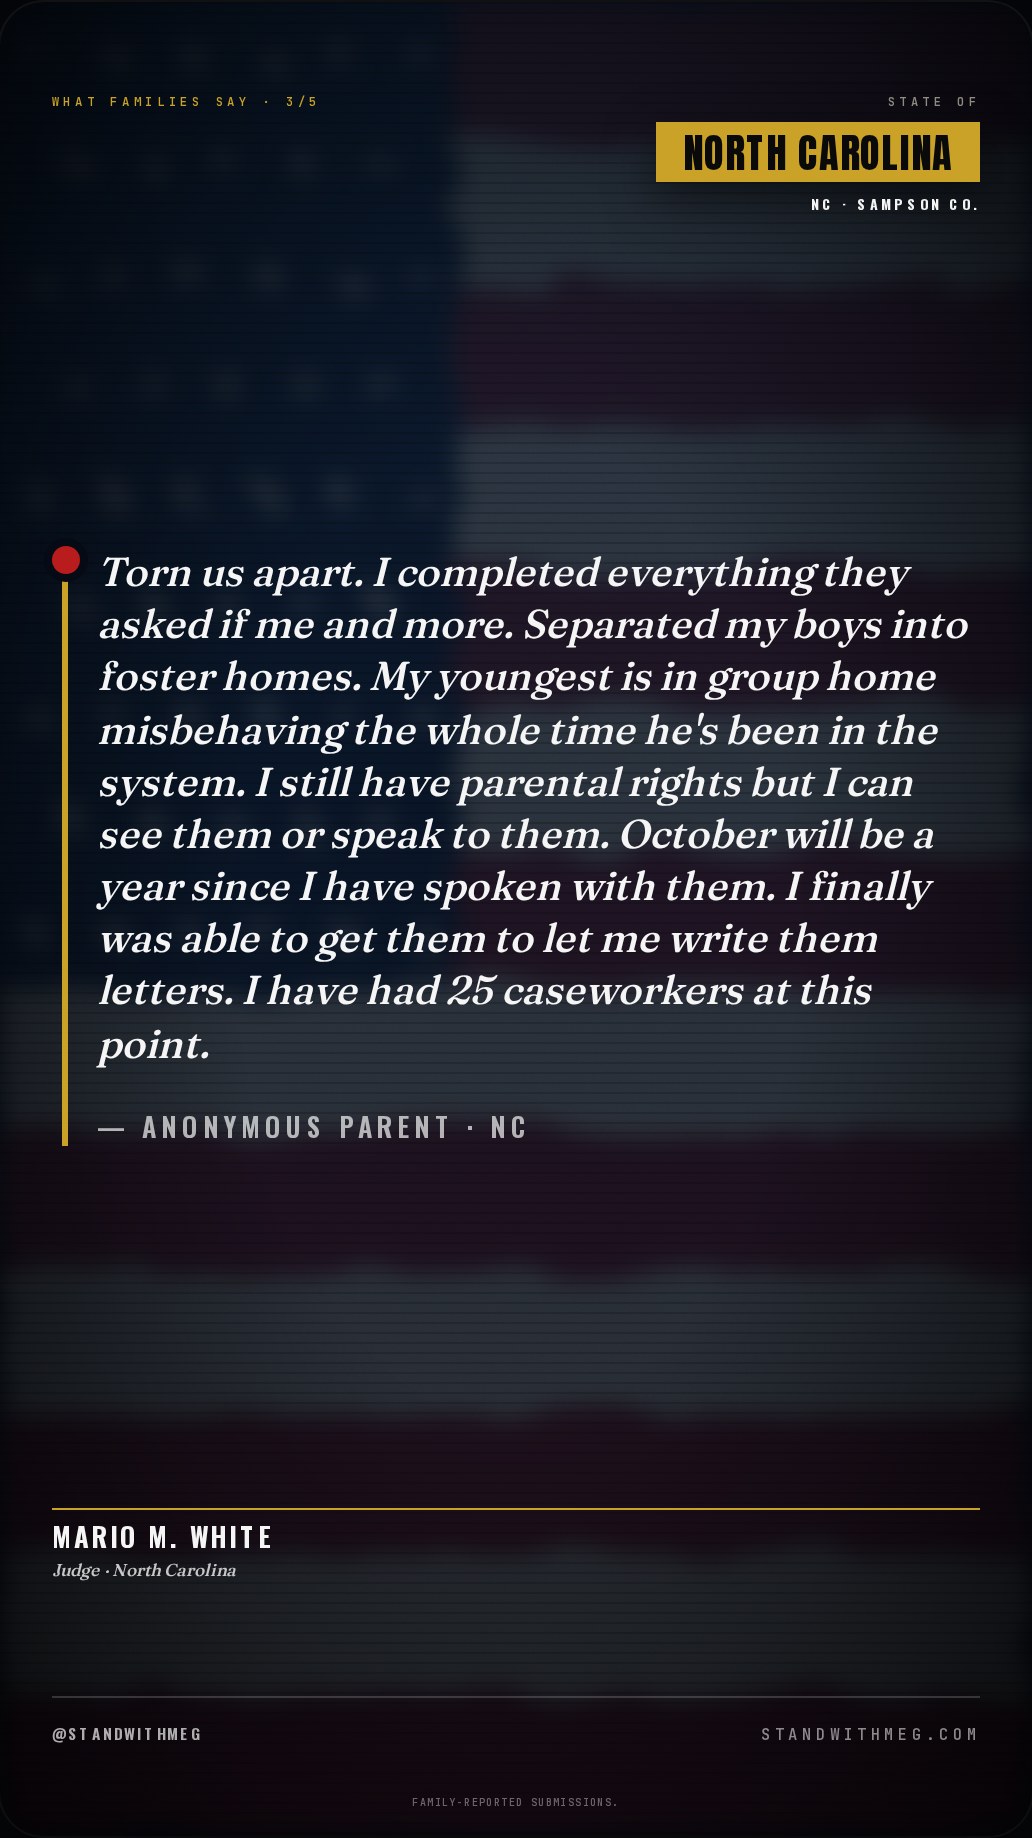 WHAT FAMILIES SAY · 3/5
STATE OF
NORTH CAROLINA
NC · SAMPSON CO.
Torn us apart. I completed everything they
asked if me and more. Separated my boys into
foster homes. My youngest is in group home
misbehaving the whole time he's been in the
system. I still have parental rights but I can
see them or speak to them. October will be a
year since I have spoken with them. I finally
was able to get them to let me write them
letters. I have had 25 caseworkers at this
point.
— ANONYMOUS PARENT · NC
MARIO M. WHITE
Judge · North Carolina
@STANDWITHMEG
STANDWITHMEG.COM
FAMILY-REPORTED SUBMISSIONS.